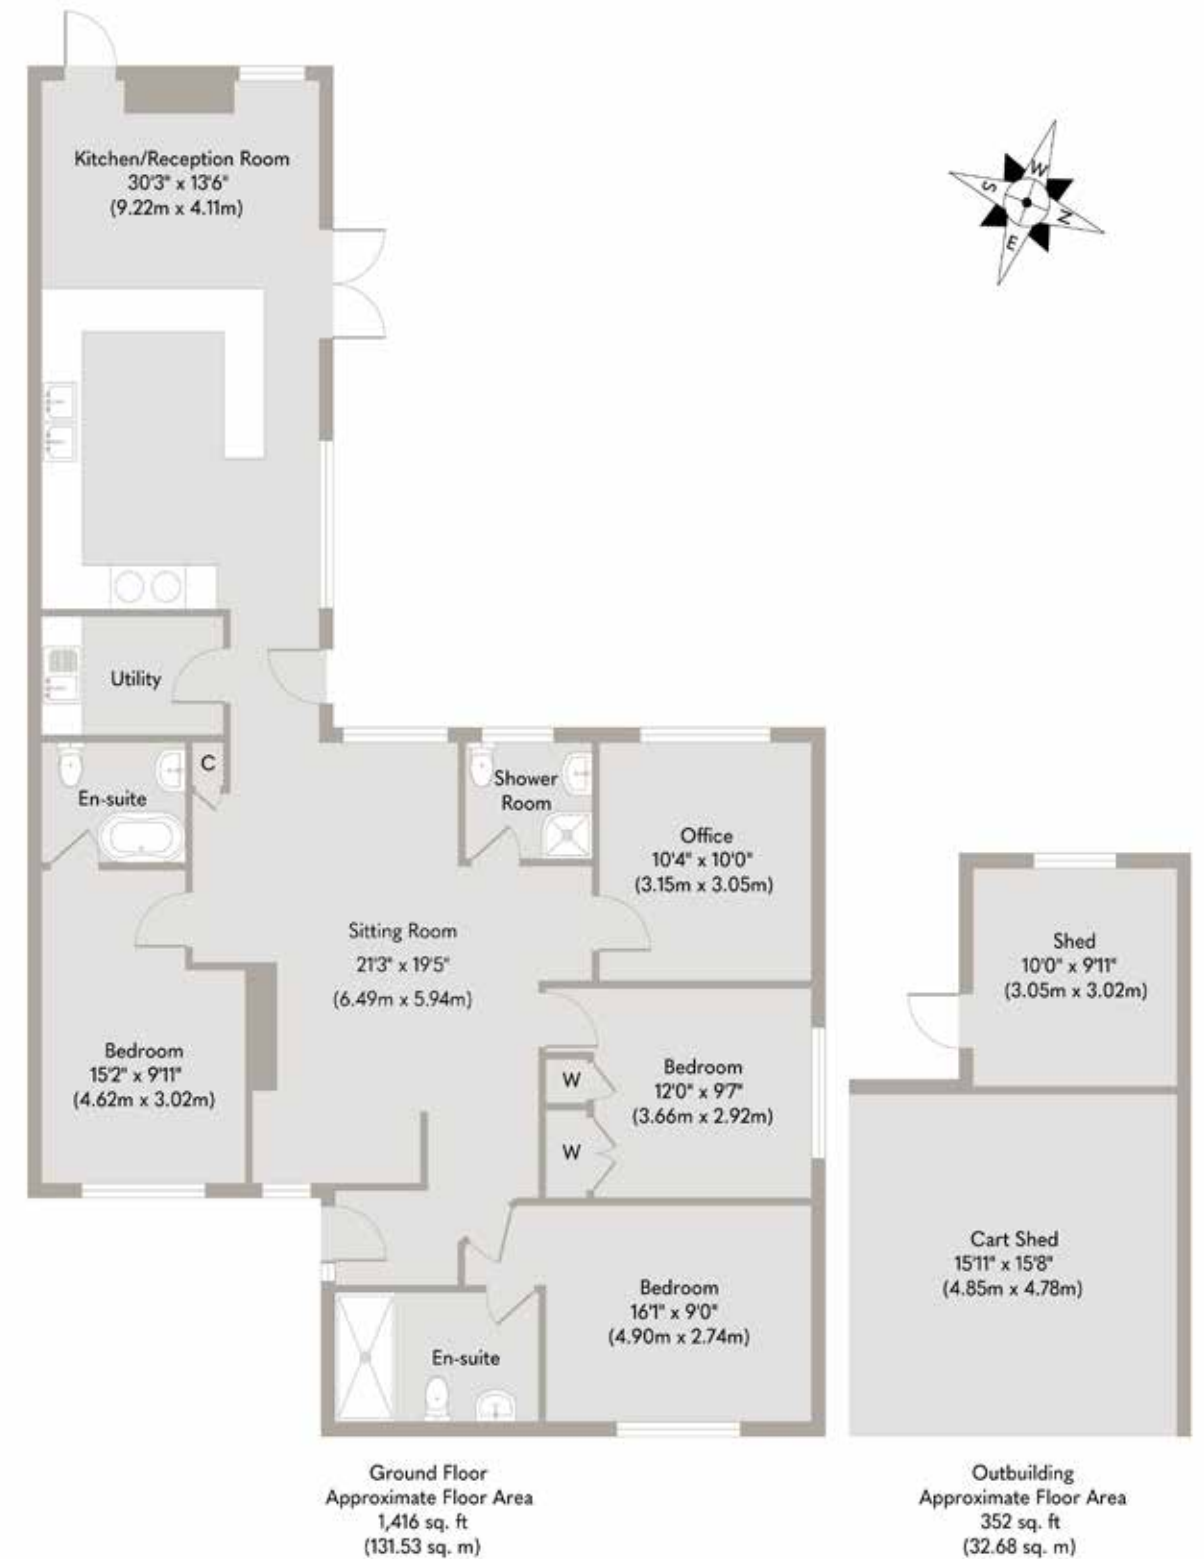 Kitchen/Reception Room
30'3" x 13'6"
(9.22m x 4.11m)
W
S
N
E
Utility
En-suite
C
Shower
Room
Office
10'4" x 10'0"
(3.15m x 3.05m)
Sitting Room
21'3" x 19'5"
(6.49m x 5.94m)
Shed
10'0" x 9'11"
(3.05m x 3.02m)
Bedroom
15'2" x 9'11"
(4.62m x 3.02m)
Bedroom
12'0" x 9'7"
(3.66m x 2.92m)
W
W
Cart Shed
15'11" x 15'8"
(4.85m x 4.78m)
Bedroom
16'1" x 9'0"
(4.90m x 2.74m)
En-suite
Ground Floor
Approximate Floor Area
1,416 sq. ft
(131.53 sq. m)
Outbuilding
Approximate Floor Area
352 sq. ft
(32.68 sq. m)